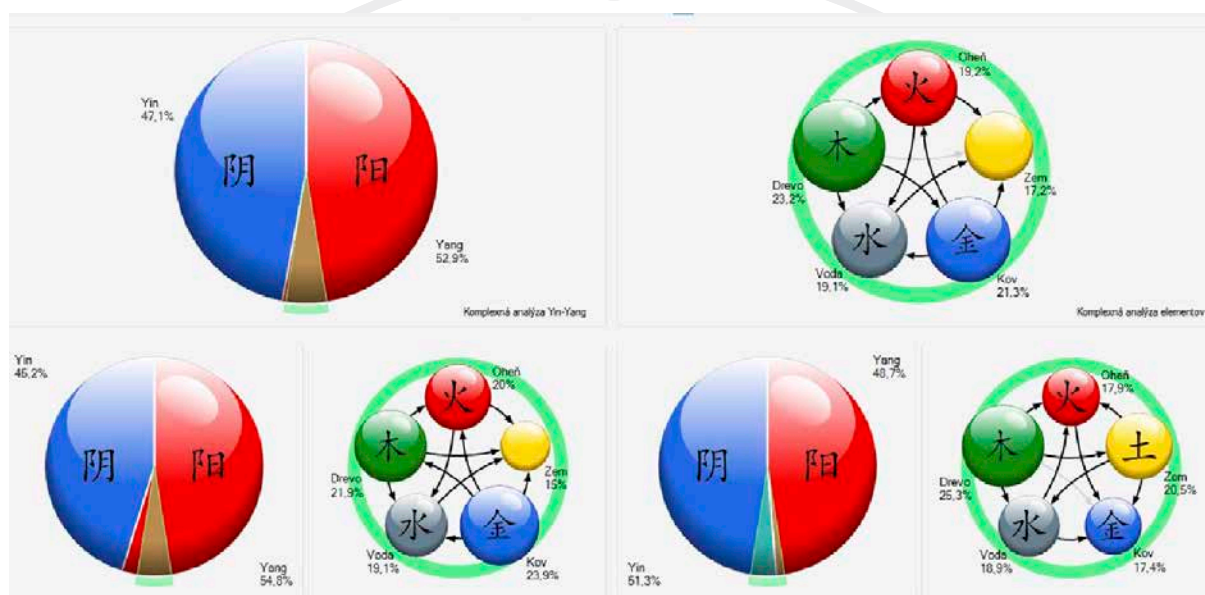 Yin
47,1%
阴
阳
Yang
52,9%
Komplexná analýza Yin-Yang
Oheň
19,2%
火
木
Drevo
23,2%
Zem
17,2%
水
金
Voda
19,1%
Kov
21,3%
Komplexná analýza elementov
Yin
45,2%
阴
阳
Yang
54,8%
Oheň
20%
火
木
Drevo
21,9%
Zem
15%
水
金
Voda
19,1%
Kov
23,9%
Yang
48,7%
阴
阳
Yin
51,3%
Oheň
17,9%
火
木
土
Drevo
25,3%
Zem
20,5%
水
金
Voda
18,9%
Kov
17,4%